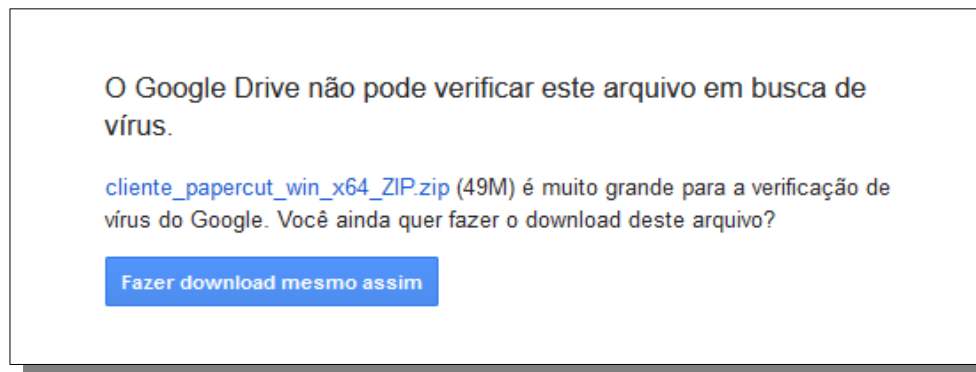 O Google Drive não pode verificar este arquivo em busca de
vírus.
cliente_papercut_win_x64_ZIP.zip (49M) é muito grande para a verificação de
vírus do Google. Você ainda quer fazer o download deste arquivo?
Fazer download mesmo assim